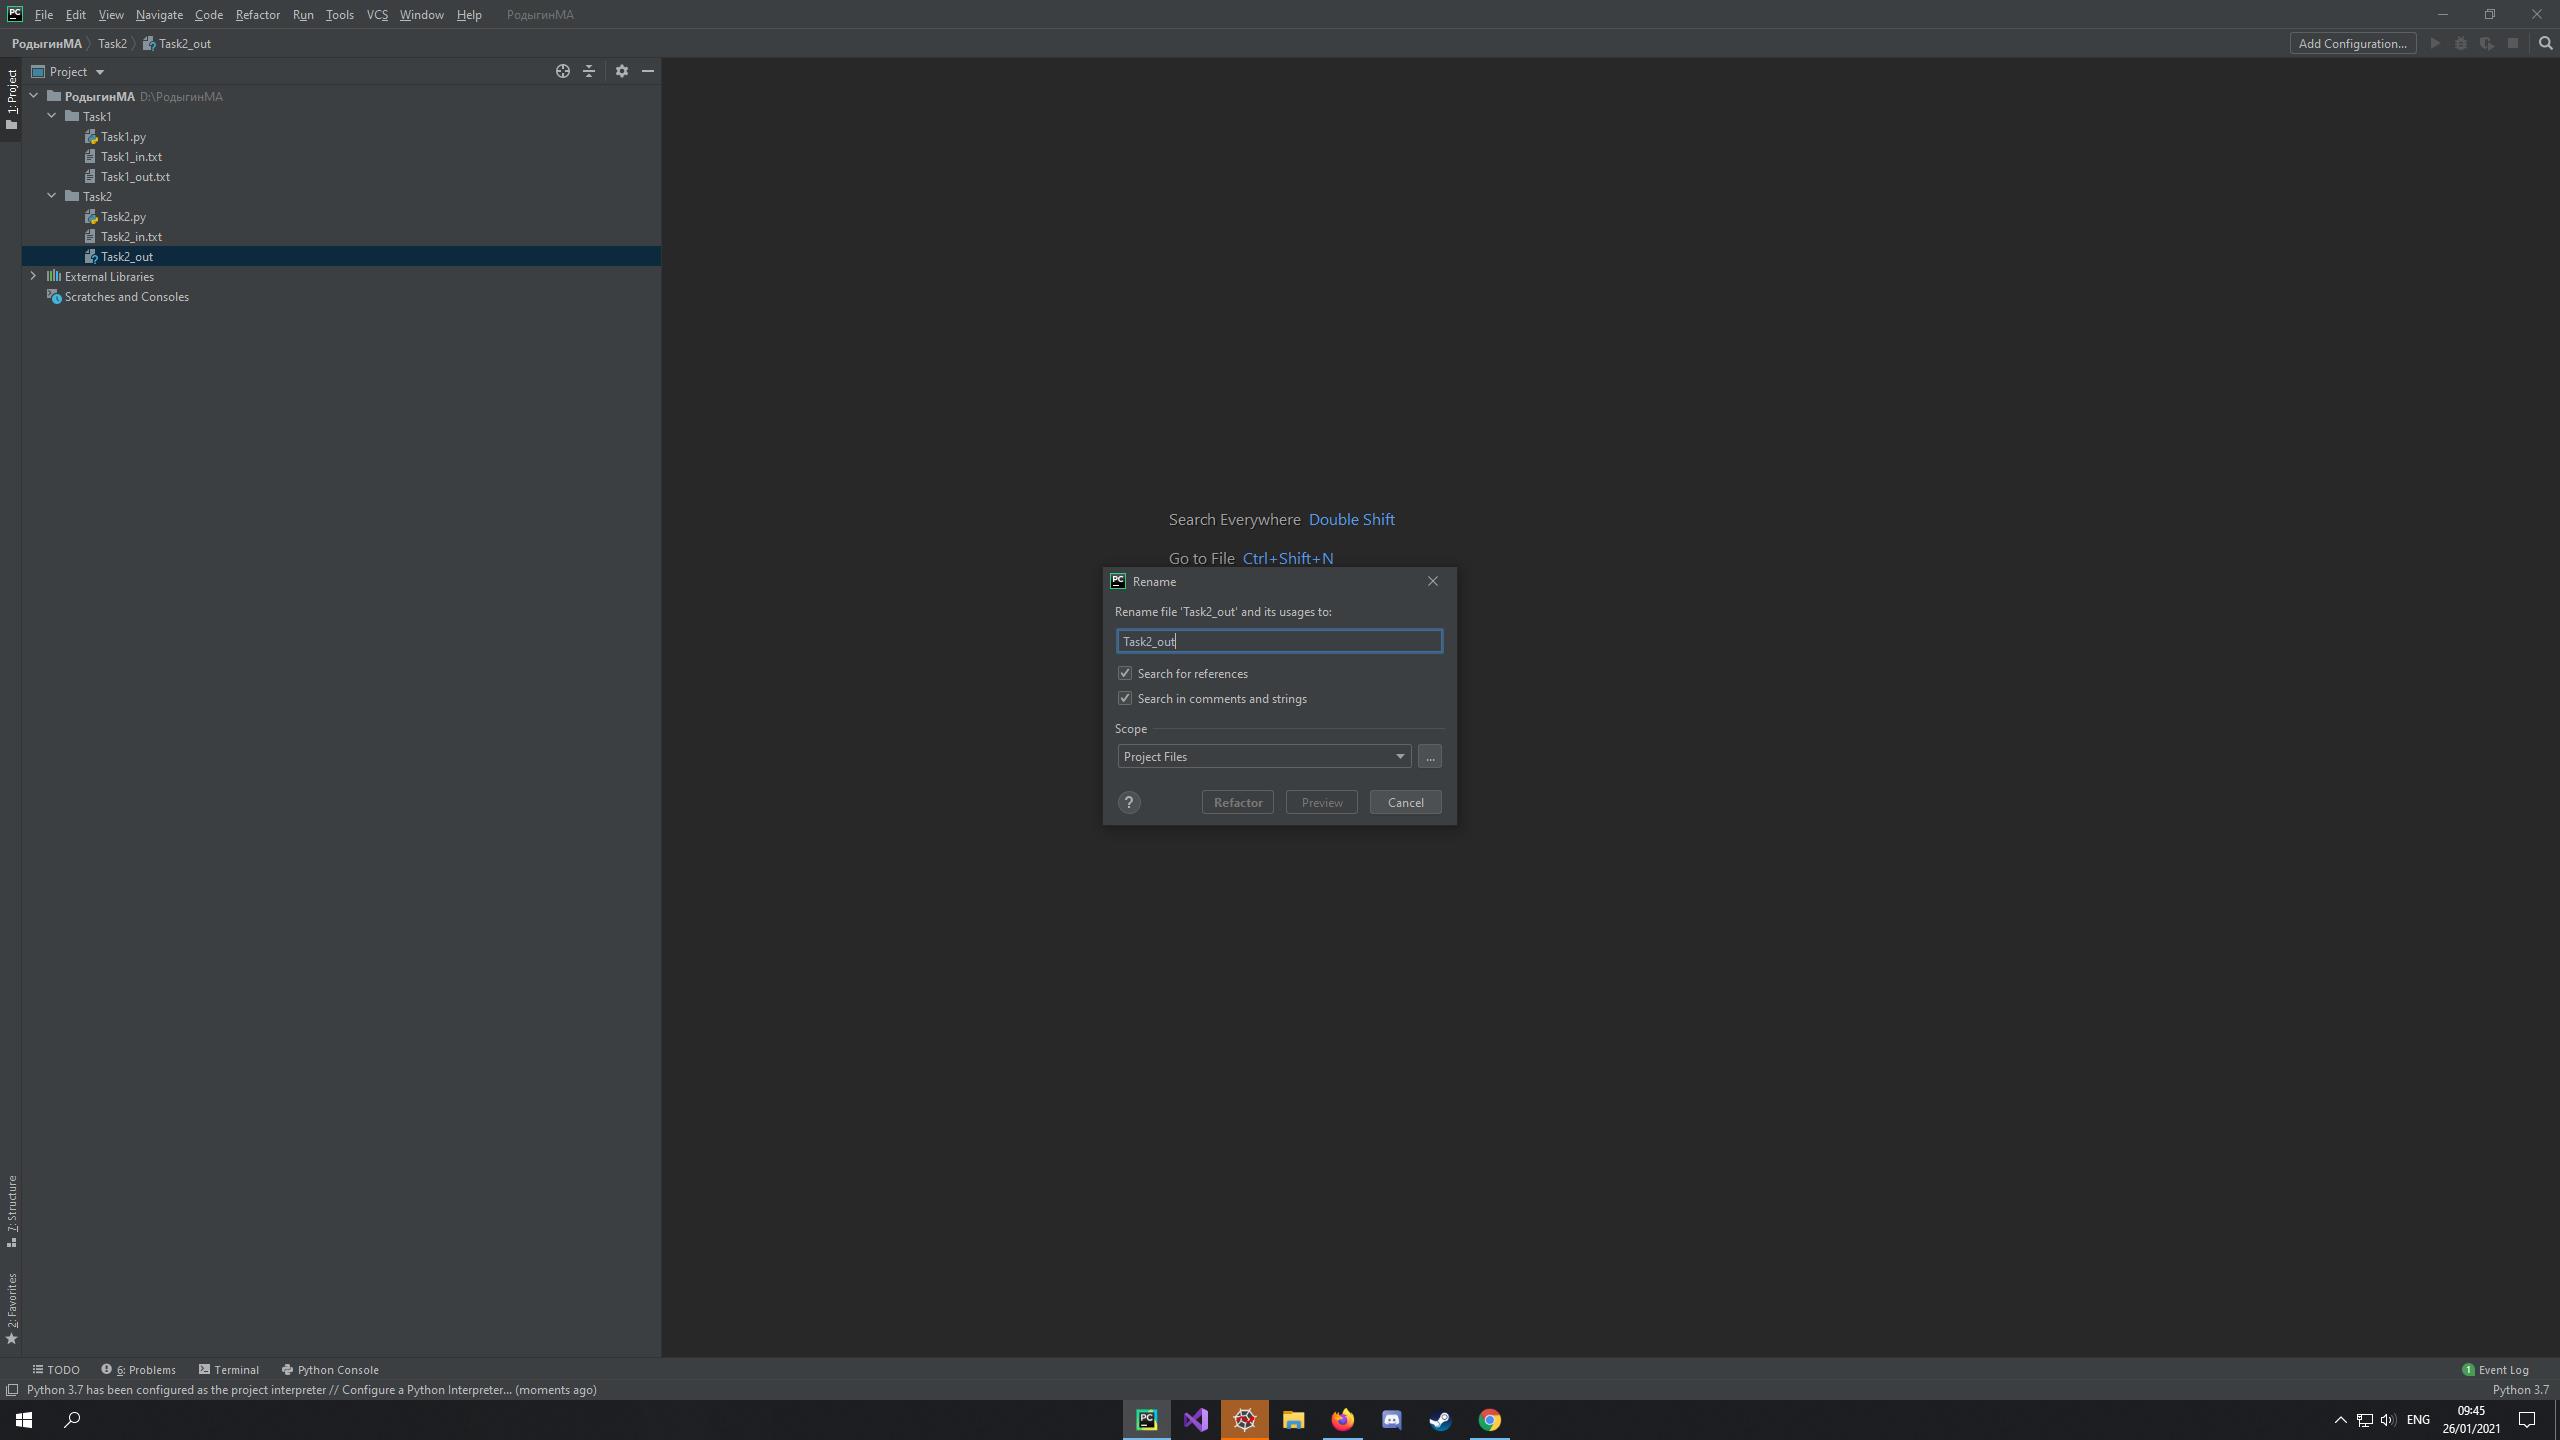 File Edit View Navigate Code Refactor Run Tools VCS Window Help РодыгинМА
РодыгинМА Task2 Task2_out
Add Configuration...
1: Project
Project
РодыгинМА D:\РодыгинМА
Task1
Task1.py
Task1_in.txt
Task1_out.txt
Task2
Task2.py
Task2_in.txt
Task2_out
External Libraries
Scratches and Consoles
Search Everywhere Double Shift
Go to File Ctrl+Shift+N
PC Rename
Rename file 'Task2_out' and its usages to:
Task2_out
Search for references
Search in comments and strings
Scope
Project Files
...
? Refactor Preview Cancel
7: Structure
2: Favorites
TODO 6: Problems Terminal Python Console
1 Event Log
Python 3.7 has been configured as the project interpreter // Configure a Python Interpreter... (moments ago)
Python 3.7
PC
ENG
09:45
26/01/2021